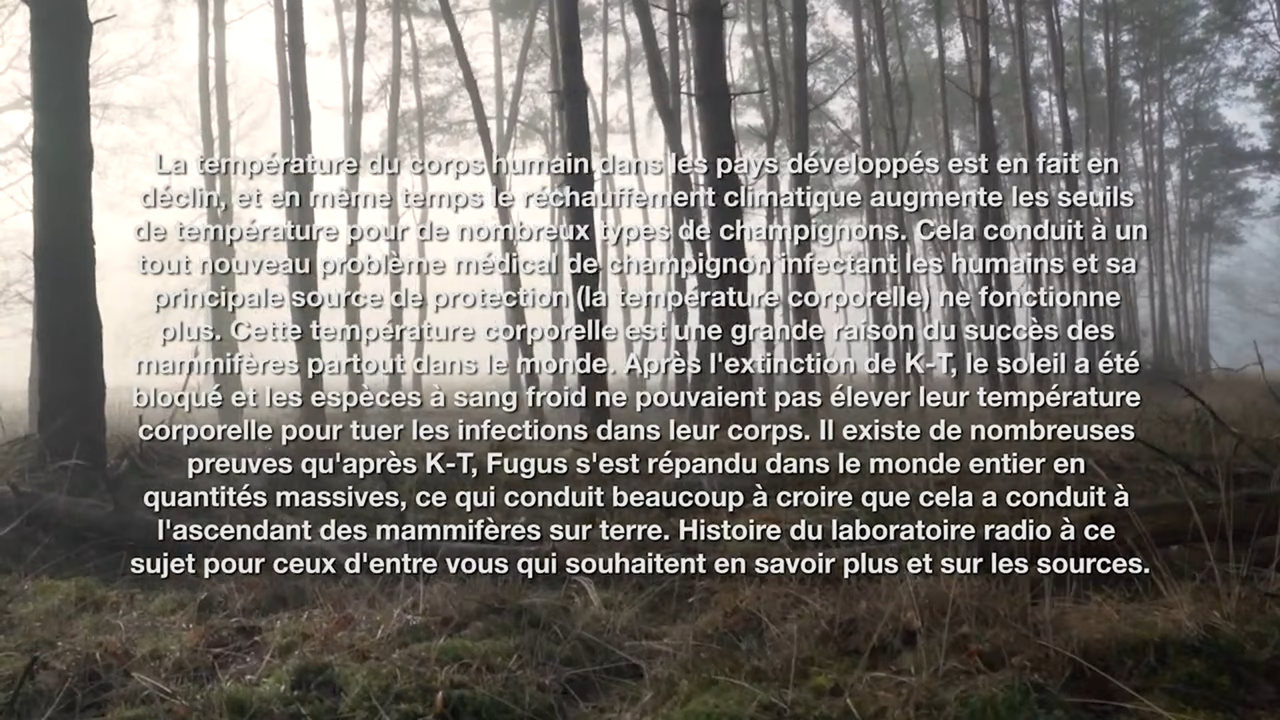 La température du corps humain dans les pays développés est en fait en
déclin, et en même temps le réchauffement climatique augmente les seuils
de température pour de nombreux types de champignons. Cela conduit à un
tout nouveau problème médical de champignon infectant les humains et sa
principale source de protection (la température corporelle) ne fonctionne
plus. Cette température corporelle est une grande raison du succès des
mammifères partout dans le monde. Après l'extinction de K-T, le soleil a été
bloqué et les espèces à sang froid ne pouvaient pas élever leur température
corporelle pour tuer les infections dans leur corps. Il existe de nombreuses
preuves qu'après K-T, Fugus s'est répandu dans le monde entier en
quantités massives, ce qui conduit beaucoup à croire que cela a conduit à
l'ascendant des mammifères sur terre. Histoire du laboratoire radio à ce
sujet pour ceux d'entre vous qui souhaitent en savoir plus et sur les sources.